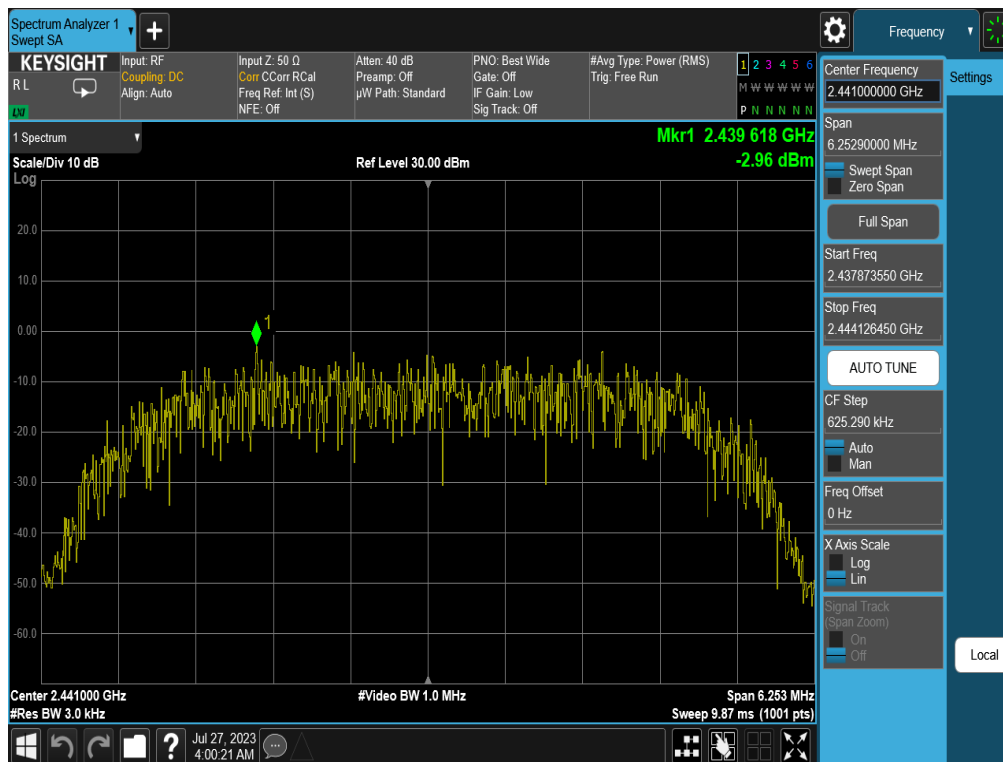 Spectrum Analyzer 1
Swept SA
+
Frequency
KEYSIGHT
R L
LXI
Input: RF
Coupling: DC
Align: Auto
Input Z: 50 Ω
Corr CCorr RCal
Freq Ref: Int (S)
NFE: Off
Atten: 40 dB
Preamp: Off
µW Path: Standard
PNO: Best Wide
Gate: Off
IF Gain: Low
Sig Track: Off
#Avg Type: Power (RMS)
Trig: Free Run
1 2 3 4 5 6
M W W W W W
P N N N N N
1 Spectrum
Scale/Div 10 dB
Ref Level 30.00 dBm
Mkr1 2.439 618 GHz
-2.96 dBm
Log
20.0
10.0
0.00
-10.0
-20.0
-30.0
-40.0
-50.0
-60.0
1
Center 2.441000 GHz
#Res BW 3.0 kHz
#Video BW 1.0 MHz
Span 6.253 MHz
Sweep 9.87 ms (1001 pts)
Center Frequency
2.441000000 GHz
Settings
Span
6.25290000 MHz
Swept Span
Zero Span
Full Span
Start Freq
2.437873550 GHz
Stop Freq
2.444126450 GHz
AUTO TUNE
CF Step
625.290 kHz
Auto
Man
Freq Offset
0 Hz
X Axis Scale
Log
Lin
Signal Track
(Span Zoom)
On
Off
Local
?
Jul 27, 2023
4:00:21 AM